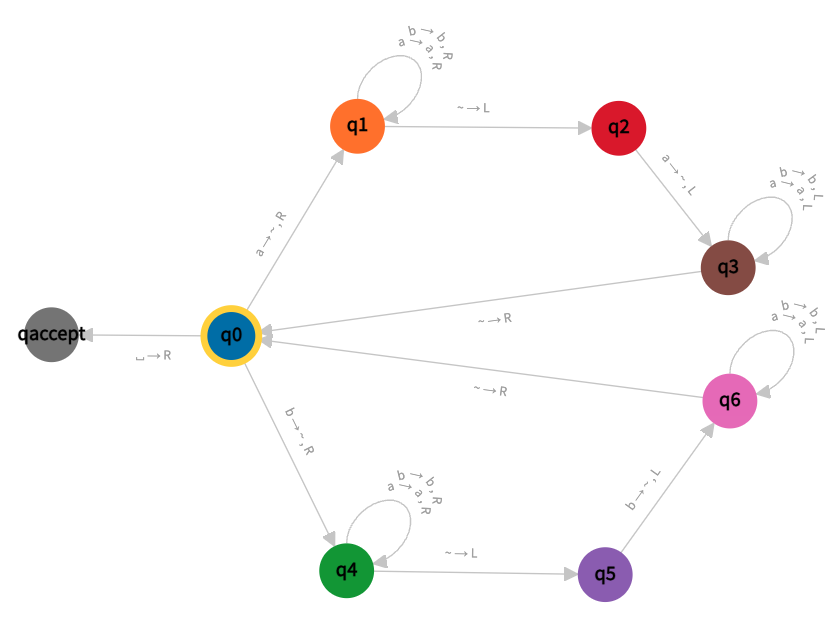 b→b,R
a→a,R
q1
~→L
q2
a→~,L
b→b,L
a→a,L
q3
a→~,R
~→R
qaccept
q0
␣→R
b→b,L
a→a,L
~→R
q6
b→~,R
b→b,R
a→a,R
b→~,L
q4
~→L
q5